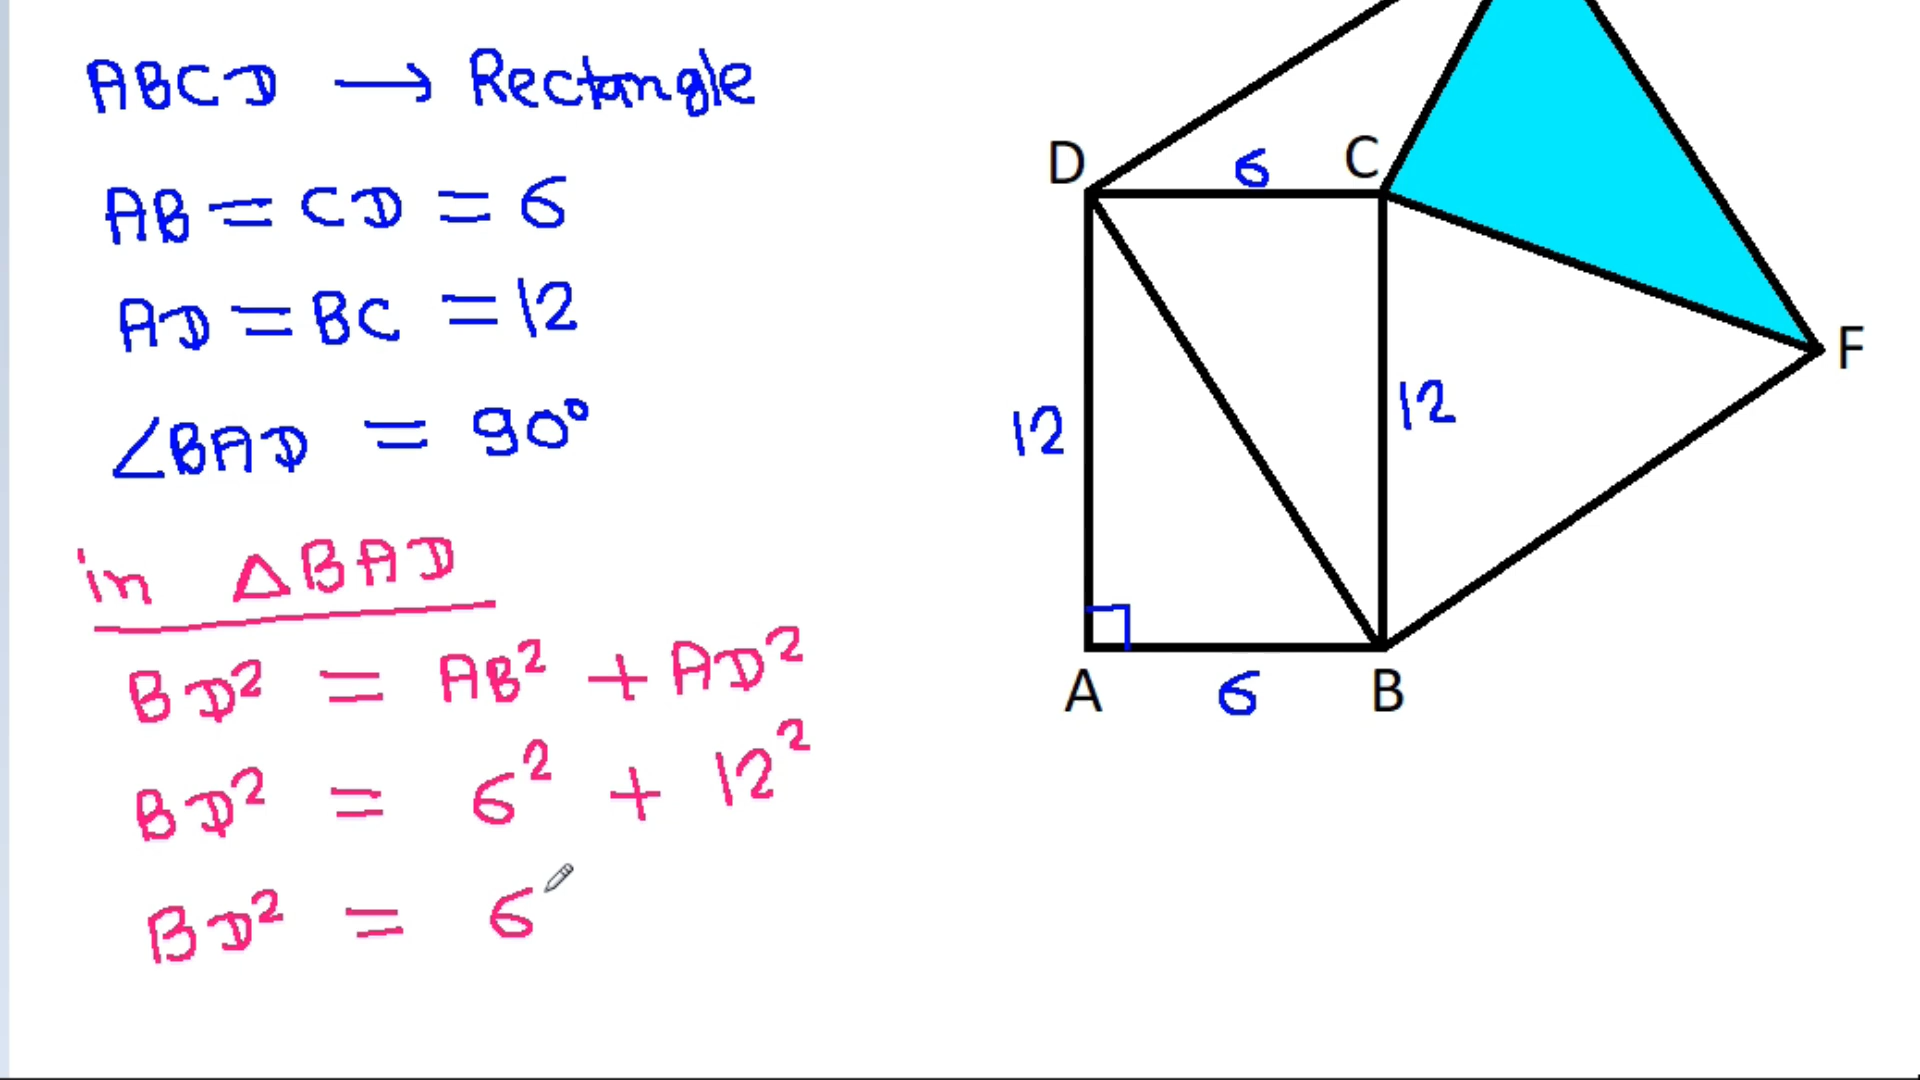 ABCD → Rectangle
AB = CD = 6
AD = BC = 12
∠BAD = 90°
in △BAD
BD² = AB² + AD²
BD² = 6² + 12²
BD² = 6
D 6 C
F
12 12
A 6 B